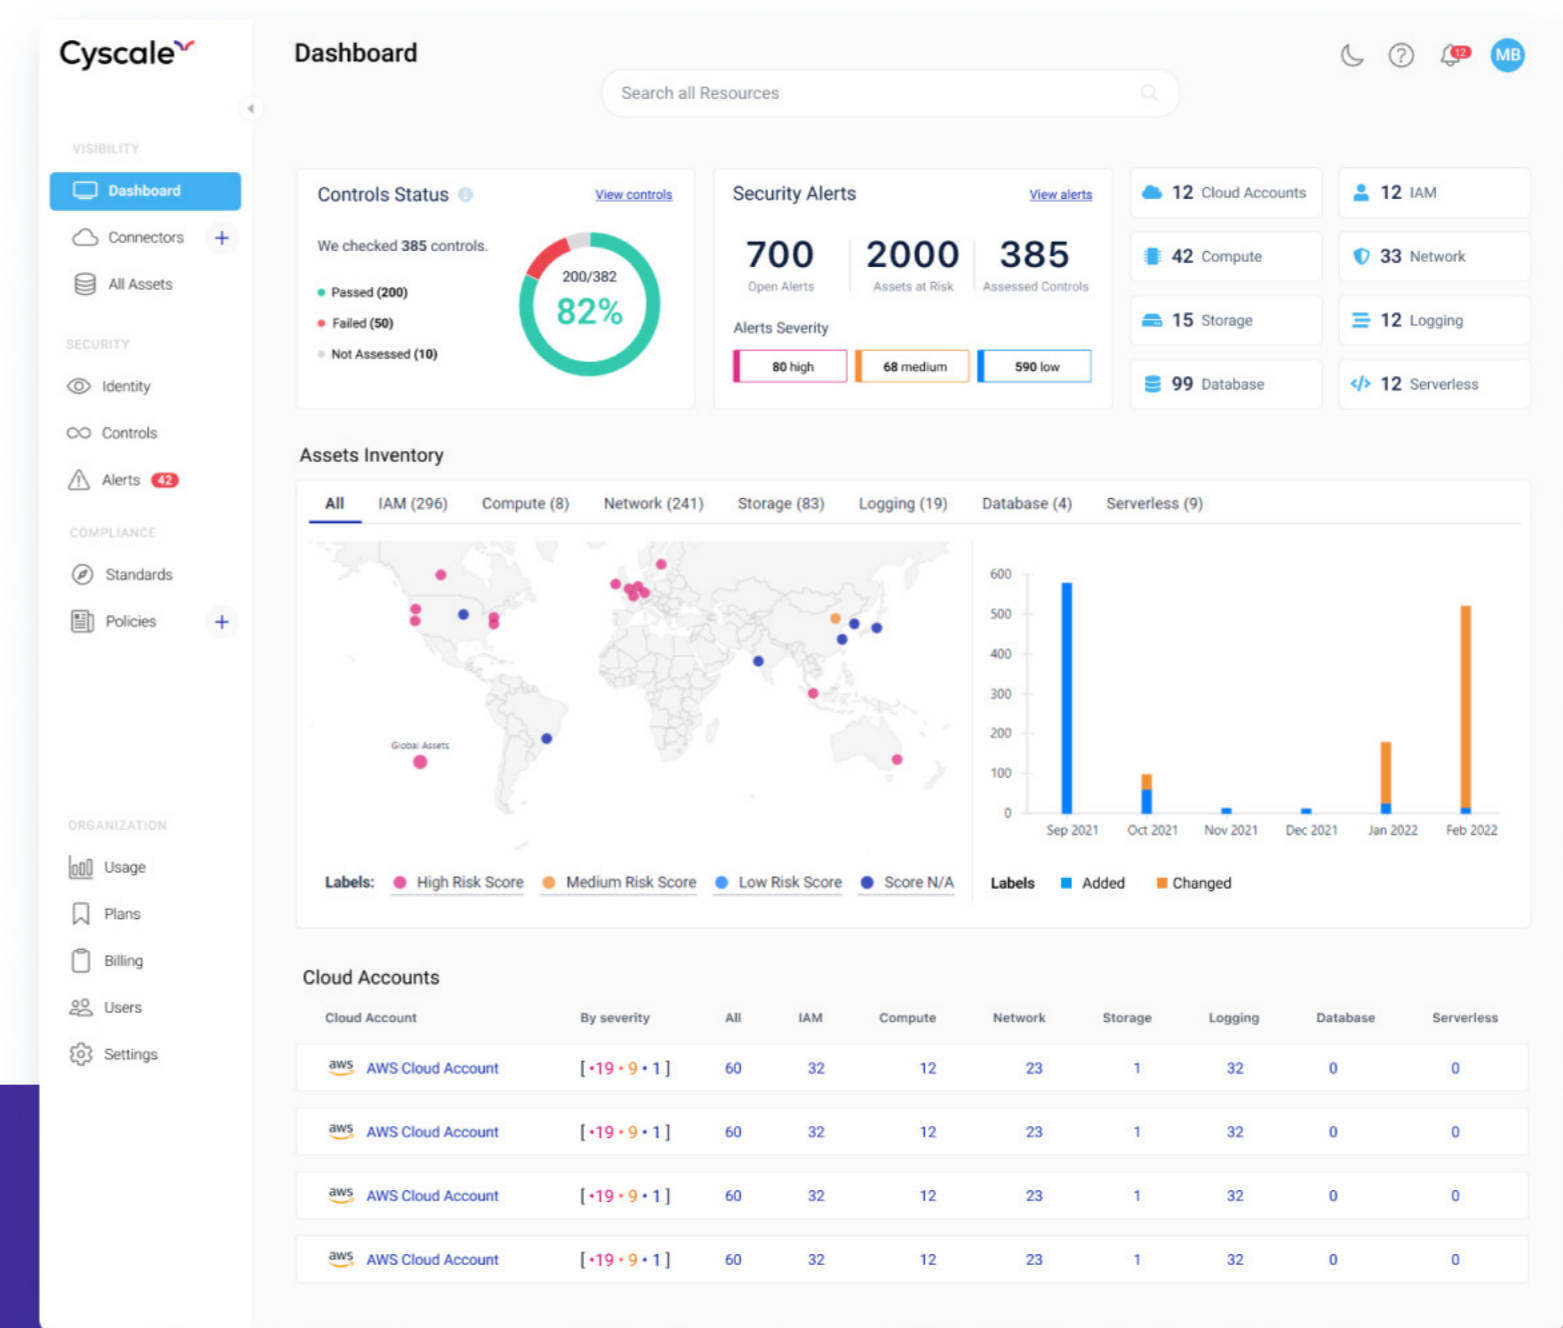 Cyscale
Dashboard
Search all Resources
12
MB
VISIBILITY
Dashboard
Connectors +
All Assets
SECURITY
Identity
Controls
Alerts 42
COMPLIANCE
Standards
Policies +
ORGANIZATION
Usage
Plans
Billing
Users
Settings
Controls Status View controls
We checked 385 controls.
Passed (200)
Failed (50)
Not Assessed (10)
200/382
82%
Security Alerts View alerts
700 2000 385
Open Alerts Assets at Risk Assessed Controls
Alerts Severity
80 high 68 medium 590 low
12 Cloud Accounts 12 IAM
42 Compute 33 Network
15 Storage 12 Logging
99 Database 12 Serverless
Assets Inventory
All IAM (296) Compute (8) Network (241) Storage (83) Logging (19) Database (4) Serverless (9)
Global Assets
Labels: High Risk Score Medium Risk Score Low Risk Score Score N/A
600
500
400
300
200
100
0
Sep 2021 Oct 2021 Nov 2021 Dec 2021 Jan 2022 Feb 2022
Labels Added Changed
Cloud Accounts
Cloud Account By severity All IAM Compute Network Storage Logging Database Serverless
aws AWS Cloud Account [•19 • 9 • 1] 60 32 12 23 1 32 0 0
aws AWS Cloud Account [•19 • 9 • 1] 60 32 12 23 1 32 0 0
aws AWS Cloud Account [•19 • 9 • 1] 60 32 12 23 1 32 0 0
aws AWS Cloud Account [•19 • 9 • 1] 60 32 12 23 1 32 0 0